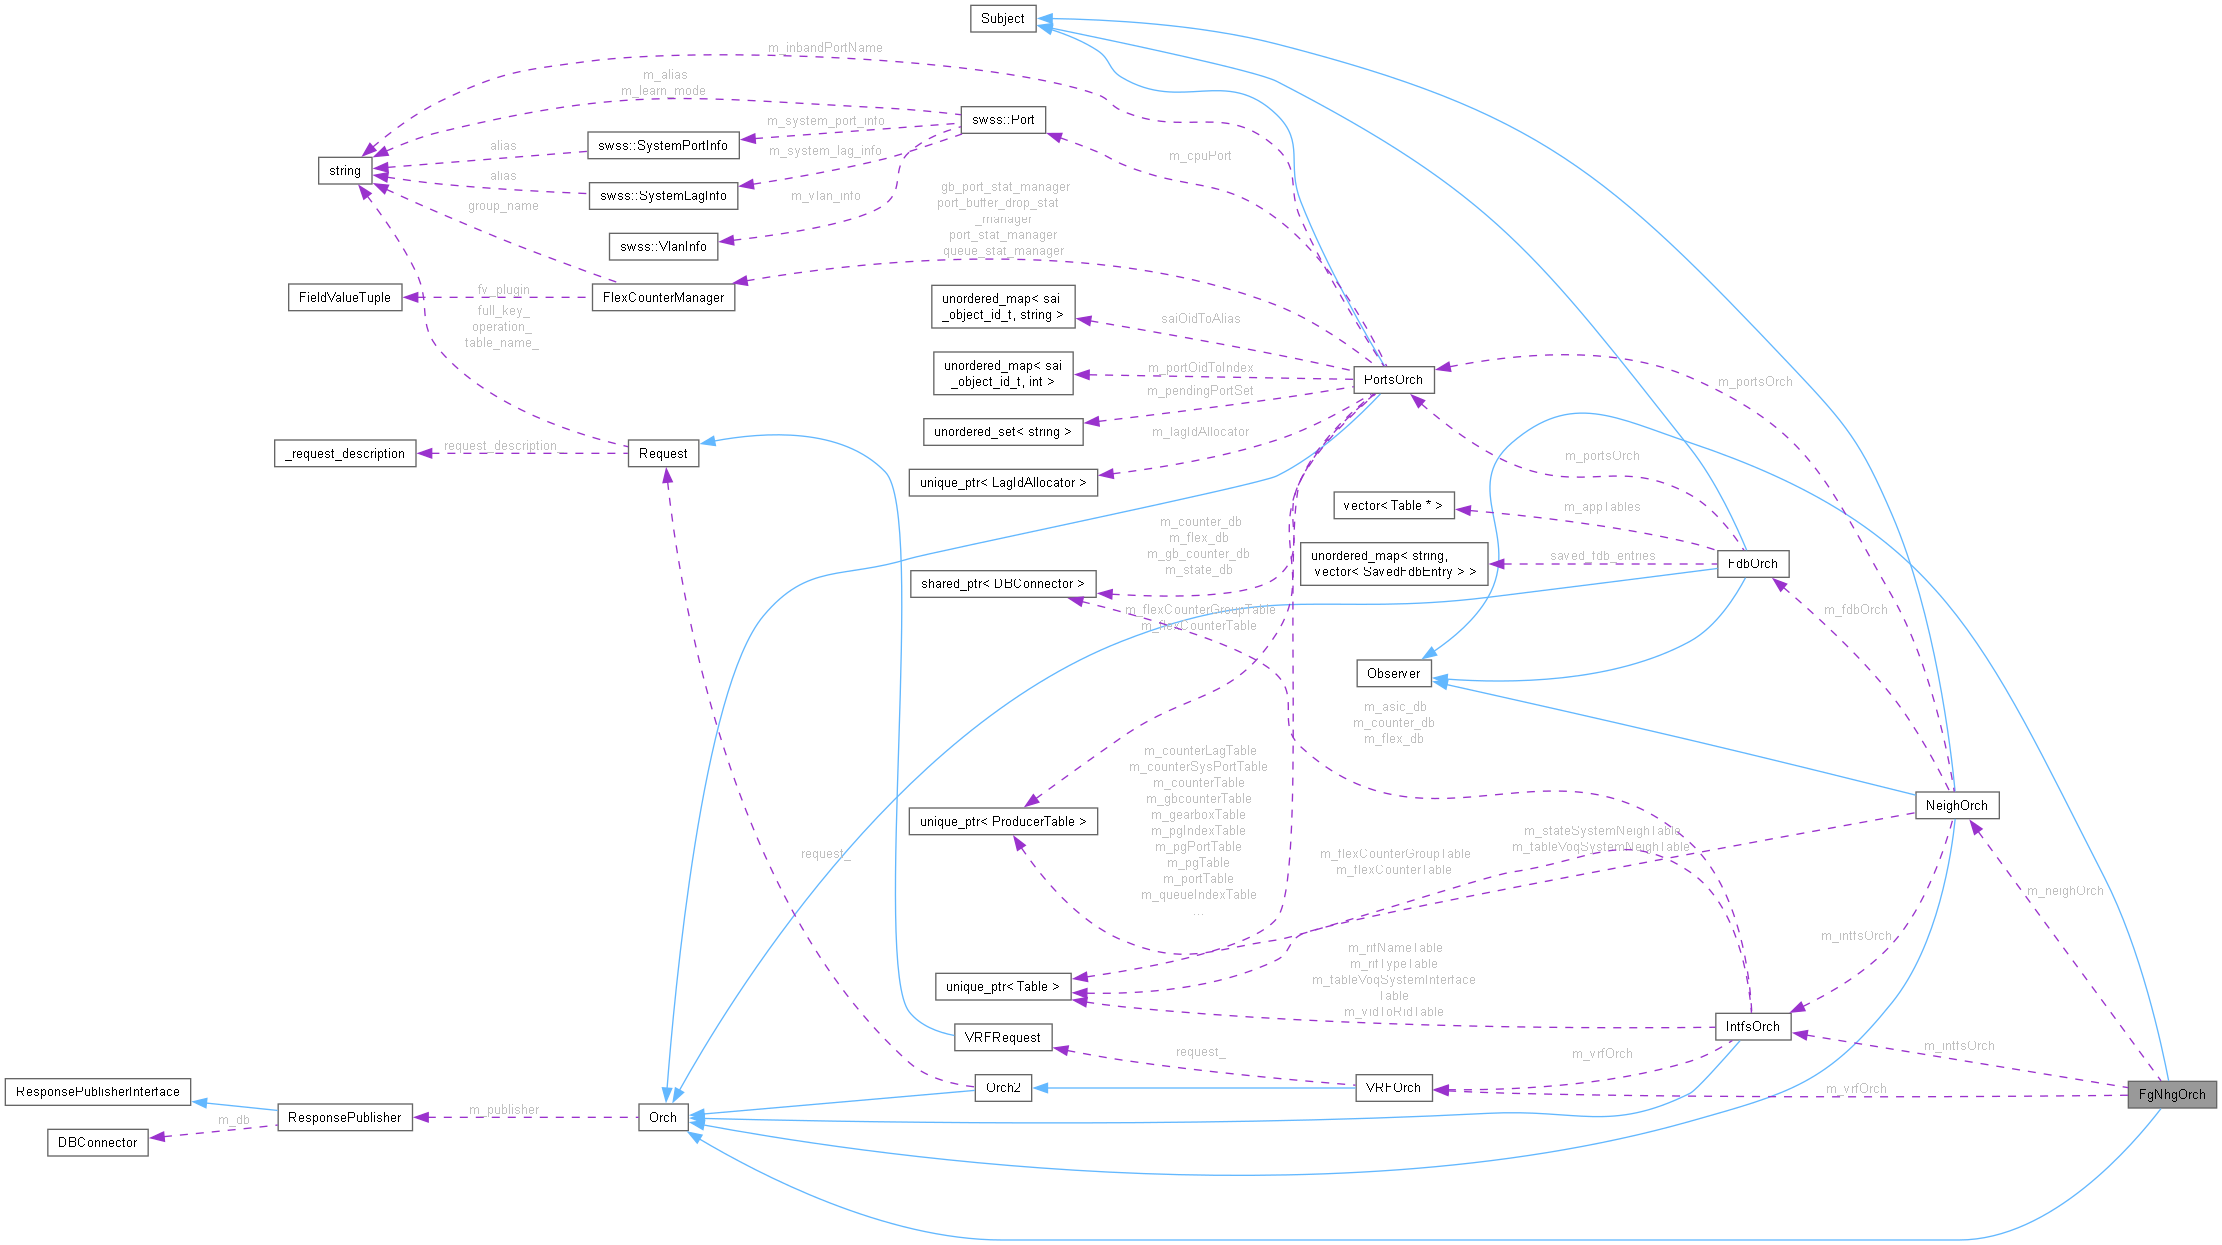 Subject
m_inbandPortName
m_alias
m_learn_mode
swss::Port
m_system_port_info
swss::SystemPortInfo
alias
m_system_lag_info
m_cpuPort
string
alias
swss::SystemLagInfo
m_vlan_info
group_name
gb_port_stat_manager
port_buffer_drop_stat
_manager
port_stat_manager
queue_stat_manager
swss::VlanInfo
FieldValueTuple
fv_plugin
FlexCounterManager
full_key_
operation_
table_name_
unordered_map< sai
_object_id_t, string >
saiOidToAlias
unordered_map< sai
_object_id_t, int >
m_portOidToIndex
PortsOrch
m_portsOrch
m_pendingPortSet
unordered_set< string >
m_lagIdAllocator
_request_description
request_description_
Request
m_portsOrch
unique_ptr< LagIdAllocator >
vector< Table * >
m_appTables
m_counter_db
m_flex_db
m_gb_counter_db
m_state_db
unordered_map< string,
vector< SavedFdbEntry > >
saved_fdb_entries
FdbOrch
shared_ptr< DBConnector >
m_flexCounterGroupTable
m_flexCounterTable
m_fdbOrch
Observer
m_asic_db
m_counter_db
m_flex_db
m_counterLagTable
m_counterSysPortTable
m_counterTable
m_gbcounterTable
m_gearboxTable
m_pgIndexTable
m_pgPortTable
m_pgTable
m_portTable
m_queueIndexTable
...
NeighOrch
unique_ptr< ProducerTable >
m_stateSystemNeighTable
m_tableVoqSystemNeighTable
request_
m_flexCounterGroupTable
m_flexCounterTable
m_neighOrch
m_intfsOrch
m_rifNameTable
m_rifTypeTable
m_tableVoqSystemInterface
Table
m_vidToRidTable
unique_ptr< Table >
IntfsOrch
VRFRequest
request_
m_vrfOrch
m_intfsOrch
Orch2
VRFOrch
m_vrfOrch
FgNhgOrch
ResponsePublisherInterface
ResponsePublisher
m_publisher
Orch
m_db
DBConnector